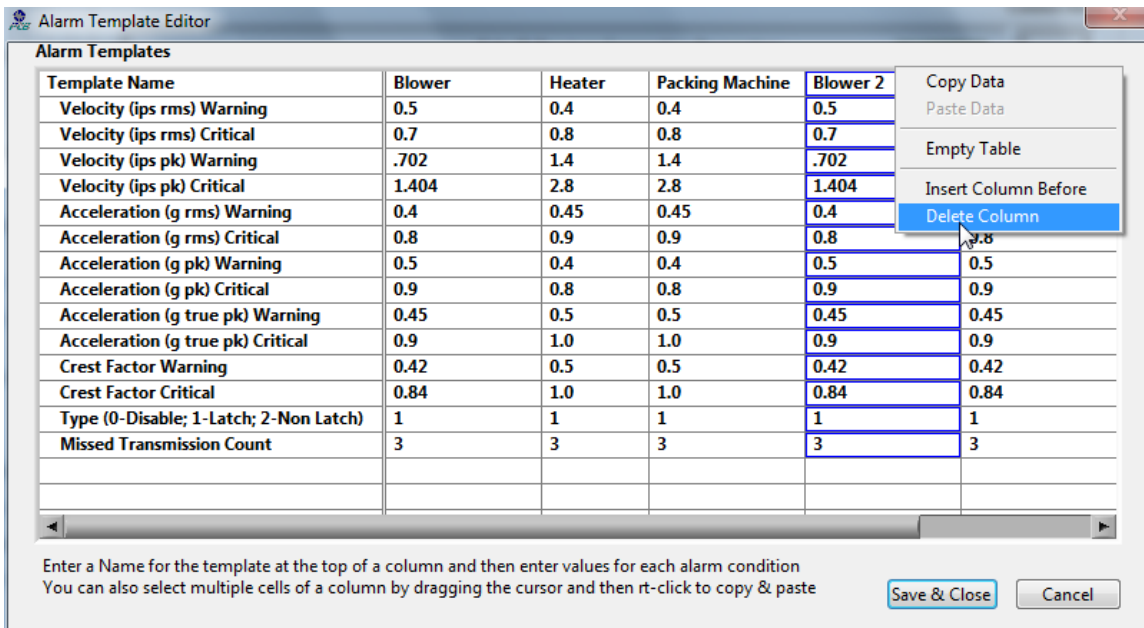 Alarm Template Editor
Alarm Templates
Template Name Blower Heater Packing Machine Blower 2
Velocity (ips rms) Warning 0.5 0.4 0.4 0.5
Velocity (ips rms) Critical 0.7 0.8 0.8 0.7
Velocity (ips pk) Warning .702 1.4 1.4 .702
Velocity (ips pk) Critical 1.404 2.8 2.8 1.404
Acceleration (g rms) Warning 0.4 0.45 0.45 0.4
Acceleration (g rms) Critical 0.8 0.9 0.9 0.8
Acceleration (g pk) Warning 0.5 0.4 0.4 0.5 0.5
Acceleration (g pk) Critical 0.9 0.8 0.8 0.9 0.9
Acceleration (g true pk) Warning 0.45 0.5 0.5 0.45 0.45
Acceleration (g true pk) Critical 0.9 1.0 1.0 0.9 0.9
Crest Factor Warning 0.42 0.5 0.5 0.42 0.42
Crest Factor Critical 0.84 1.0 1.0 0.84 0.84
Type (0-Disable; 1-Latch; 2-Non Latch) 1 1 1 1 1
Missed Transmission Count 3 3 3 3 3
Copy Data
Paste Data
Empty Table
Insert Column Before
Delete Column
Enter a Name for the template at the top of a column and then enter values for each alarm condition
You can also select multiple cells of a column by dragging the cursor and then rt-click to copy & paste
Save & Close Cancel